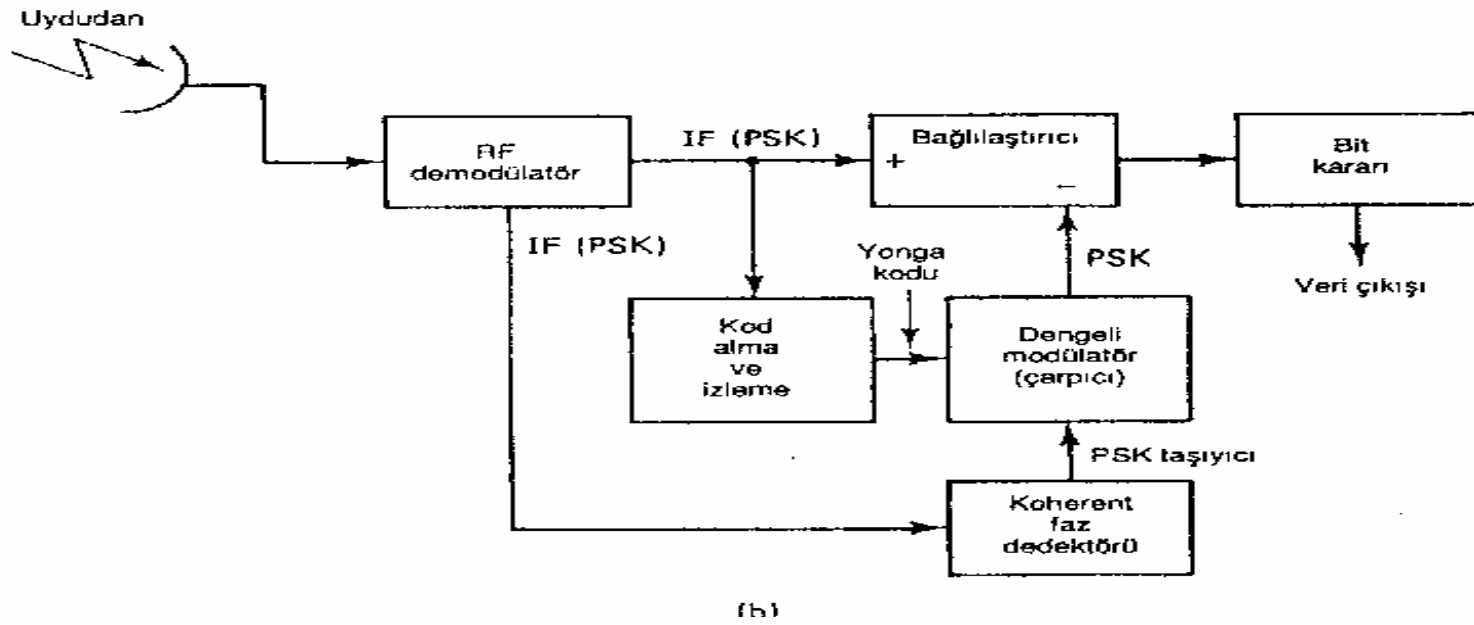 Uydudan
RF
demodülatör
IF (PSK)
Bağlılaştırıcı
+
−
Bit
kararı
IF (PSK)
Yonga
kodu
PSK
Veri çıkışı
Kod
alma
ve
izleme
Dengeli
modülatör
(çarpıcı)
PSK taşıyıcı
Koherent
faz
dedektörü
(b)